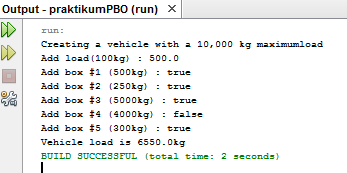 Output - praktikumPBO (run) X
run:
Creating a vehicle with a 10,000 kg maximumload
Add load(100kg) : 500.0
Add box #1 (500kg) : true
Add box #2 (250kg) : true
Add box #3 (5000kg) : true
Add box #4 (4000kg) : false
Add box #5 (300kg) : true
Vehicle load is 6550.0kg
BUILD SUCCESSFUL (total time: 2 seconds)